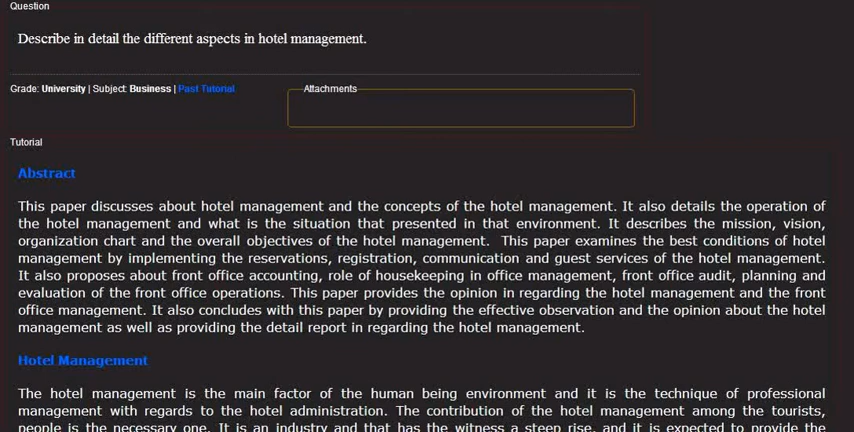 Question
Describe in detail the different aspects in hotel management.
Grade: University | Subject: Business | Past Tutorial
Attachments
Tutorial
Abstract
This paper discusses about hotel management and the concepts of the hotel management. It also details the operation of
the hotel management and what is the situation that presented in that environment. It describes the mission, vision,
organization chart and the overall objectives of the hotel management.  This paper examines the best conditions of hotel
management by implementing the reservations, registration, communication and guest services of the hotel management.
It also proposes about front office accounting, role of housekeeping in office management, front office audit, planning and
evaluation of the front office operations. This paper provides the opinion in regarding the hotel management and the front
office management. It also concludes with this paper by providing the effective observation and the opinion about the hotel
management as well as providing the detail report in regarding the hotel management.
Hotel Management
The hotel management is the main factor of the human being environment and it is the technique of professional
management with regards to the hotel administration. The contribution of the hotel management among the tourists,
people is the necessary one. It is an industry and that has the witness a steep rise, and it is expected to provide the